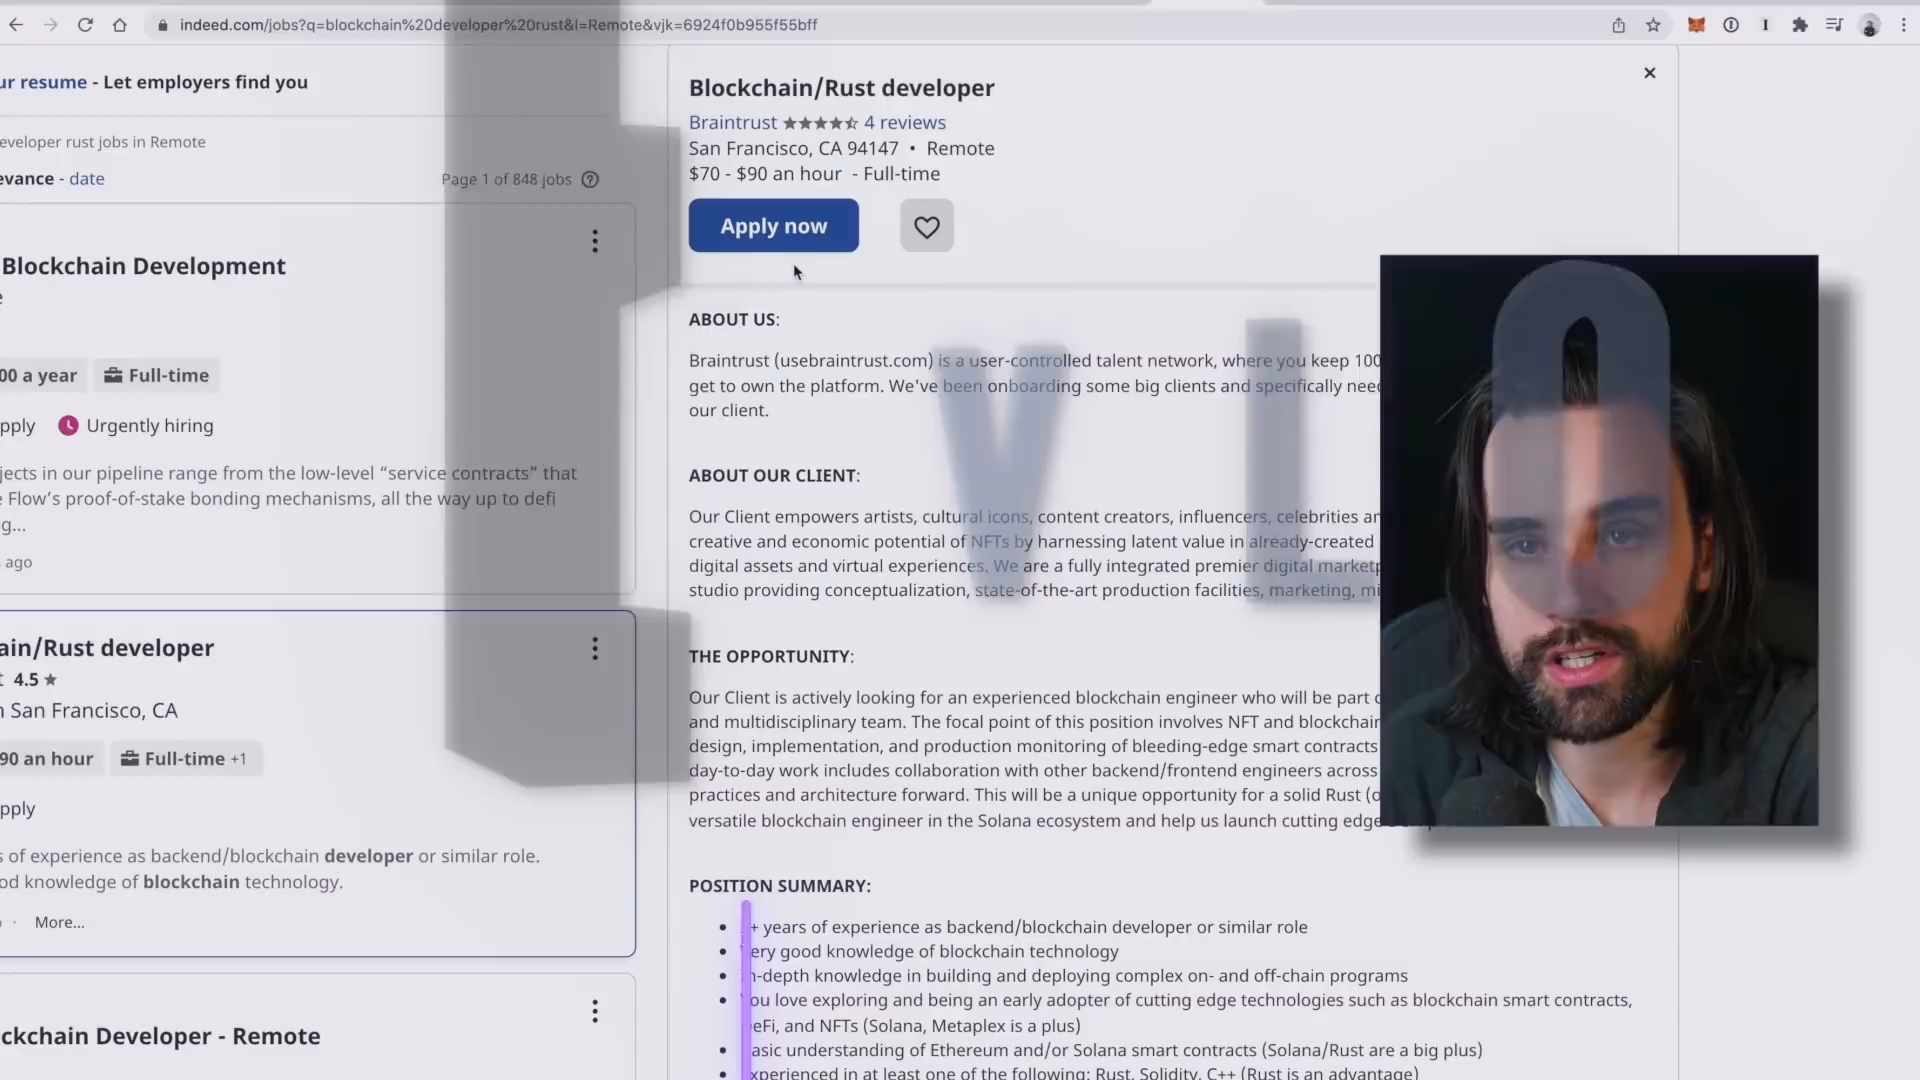 indeed.com/jobs?q=blockchain%20developer%20rust&l=Remote&vjk=6924f0b955f55bff
ur resume - Let employers find you
eveloper rust jobs in Remote
evance - date
Page 1 of 848 jobs
Blockchain Development
e
00 a year
Full-time
pply
Urgently hiring
jects in our pipeline range from the low-level “service contracts” that
e Flow’s proof-of-stake bonding mechanisms, all the way up to defi
g...
s ago
ain/Rust developer
t 4.5
n San Francisco, CA
90 an hour
Full-time +1
pply
s of experience as backend/blockchain developer or similar role.
od knowledge of blockchain technology.
· More...
ckchain Developer - Remote
Blockchain/Rust developer
Braintrust 4 reviews
San Francisco, CA 94147 • Remote
$70 - $90 an hour - Full-time
Apply now
ABOUT US:
Braintrust (usebraintrust.com) is a user-controlled talent network, where you keep 100
get to own the platform. We've been onboarding some big clients and specifically need
our client.
ABOUT OUR CLIENT:
Our Client empowers artists, cultural icons, content creators, influencers, celebrities an
creative and economic potential of NFTs by harnessing latent value in already-created
digital assets and virtual experiences. We are a fully integrated premier digital marketp
studio providing conceptualization, state-of-the-art production facilities, marketing, mi
THE OPPORTUNITY:
Our Client is actively looking for an experienced blockchain engineer who will be part o
and multidisciplinary team. The focal point of this position involves NFT and blockchain
design, implementation, and production monitoring of bleeding-edge smart contracts
day-to-day work includes collaboration with other backend/frontend engineers across
practices and architecture forward. This will be a unique opportunity for a solid Rust (o
versatile blockchain engineer in the Solana ecosystem and help us launch cutting edge
POSITION SUMMARY:
+ years of experience as backend/blockchain developer or similar role
Very good knowledge of blockchain technology
In-depth knowledge in building and deploying complex on- and off-chain programs
You love exploring and being an early adopter of cutting edge technologies such as blockchain smart contracts,
DeFi, and NFTs (Solana, Metaplex is a plus)
Basic understanding of Ethereum and/or Solana smart contracts (Solana/Rust are a big plus)
Experienced in at least one of the following: Rust, Solidity, C++ (Rust is an advantage)